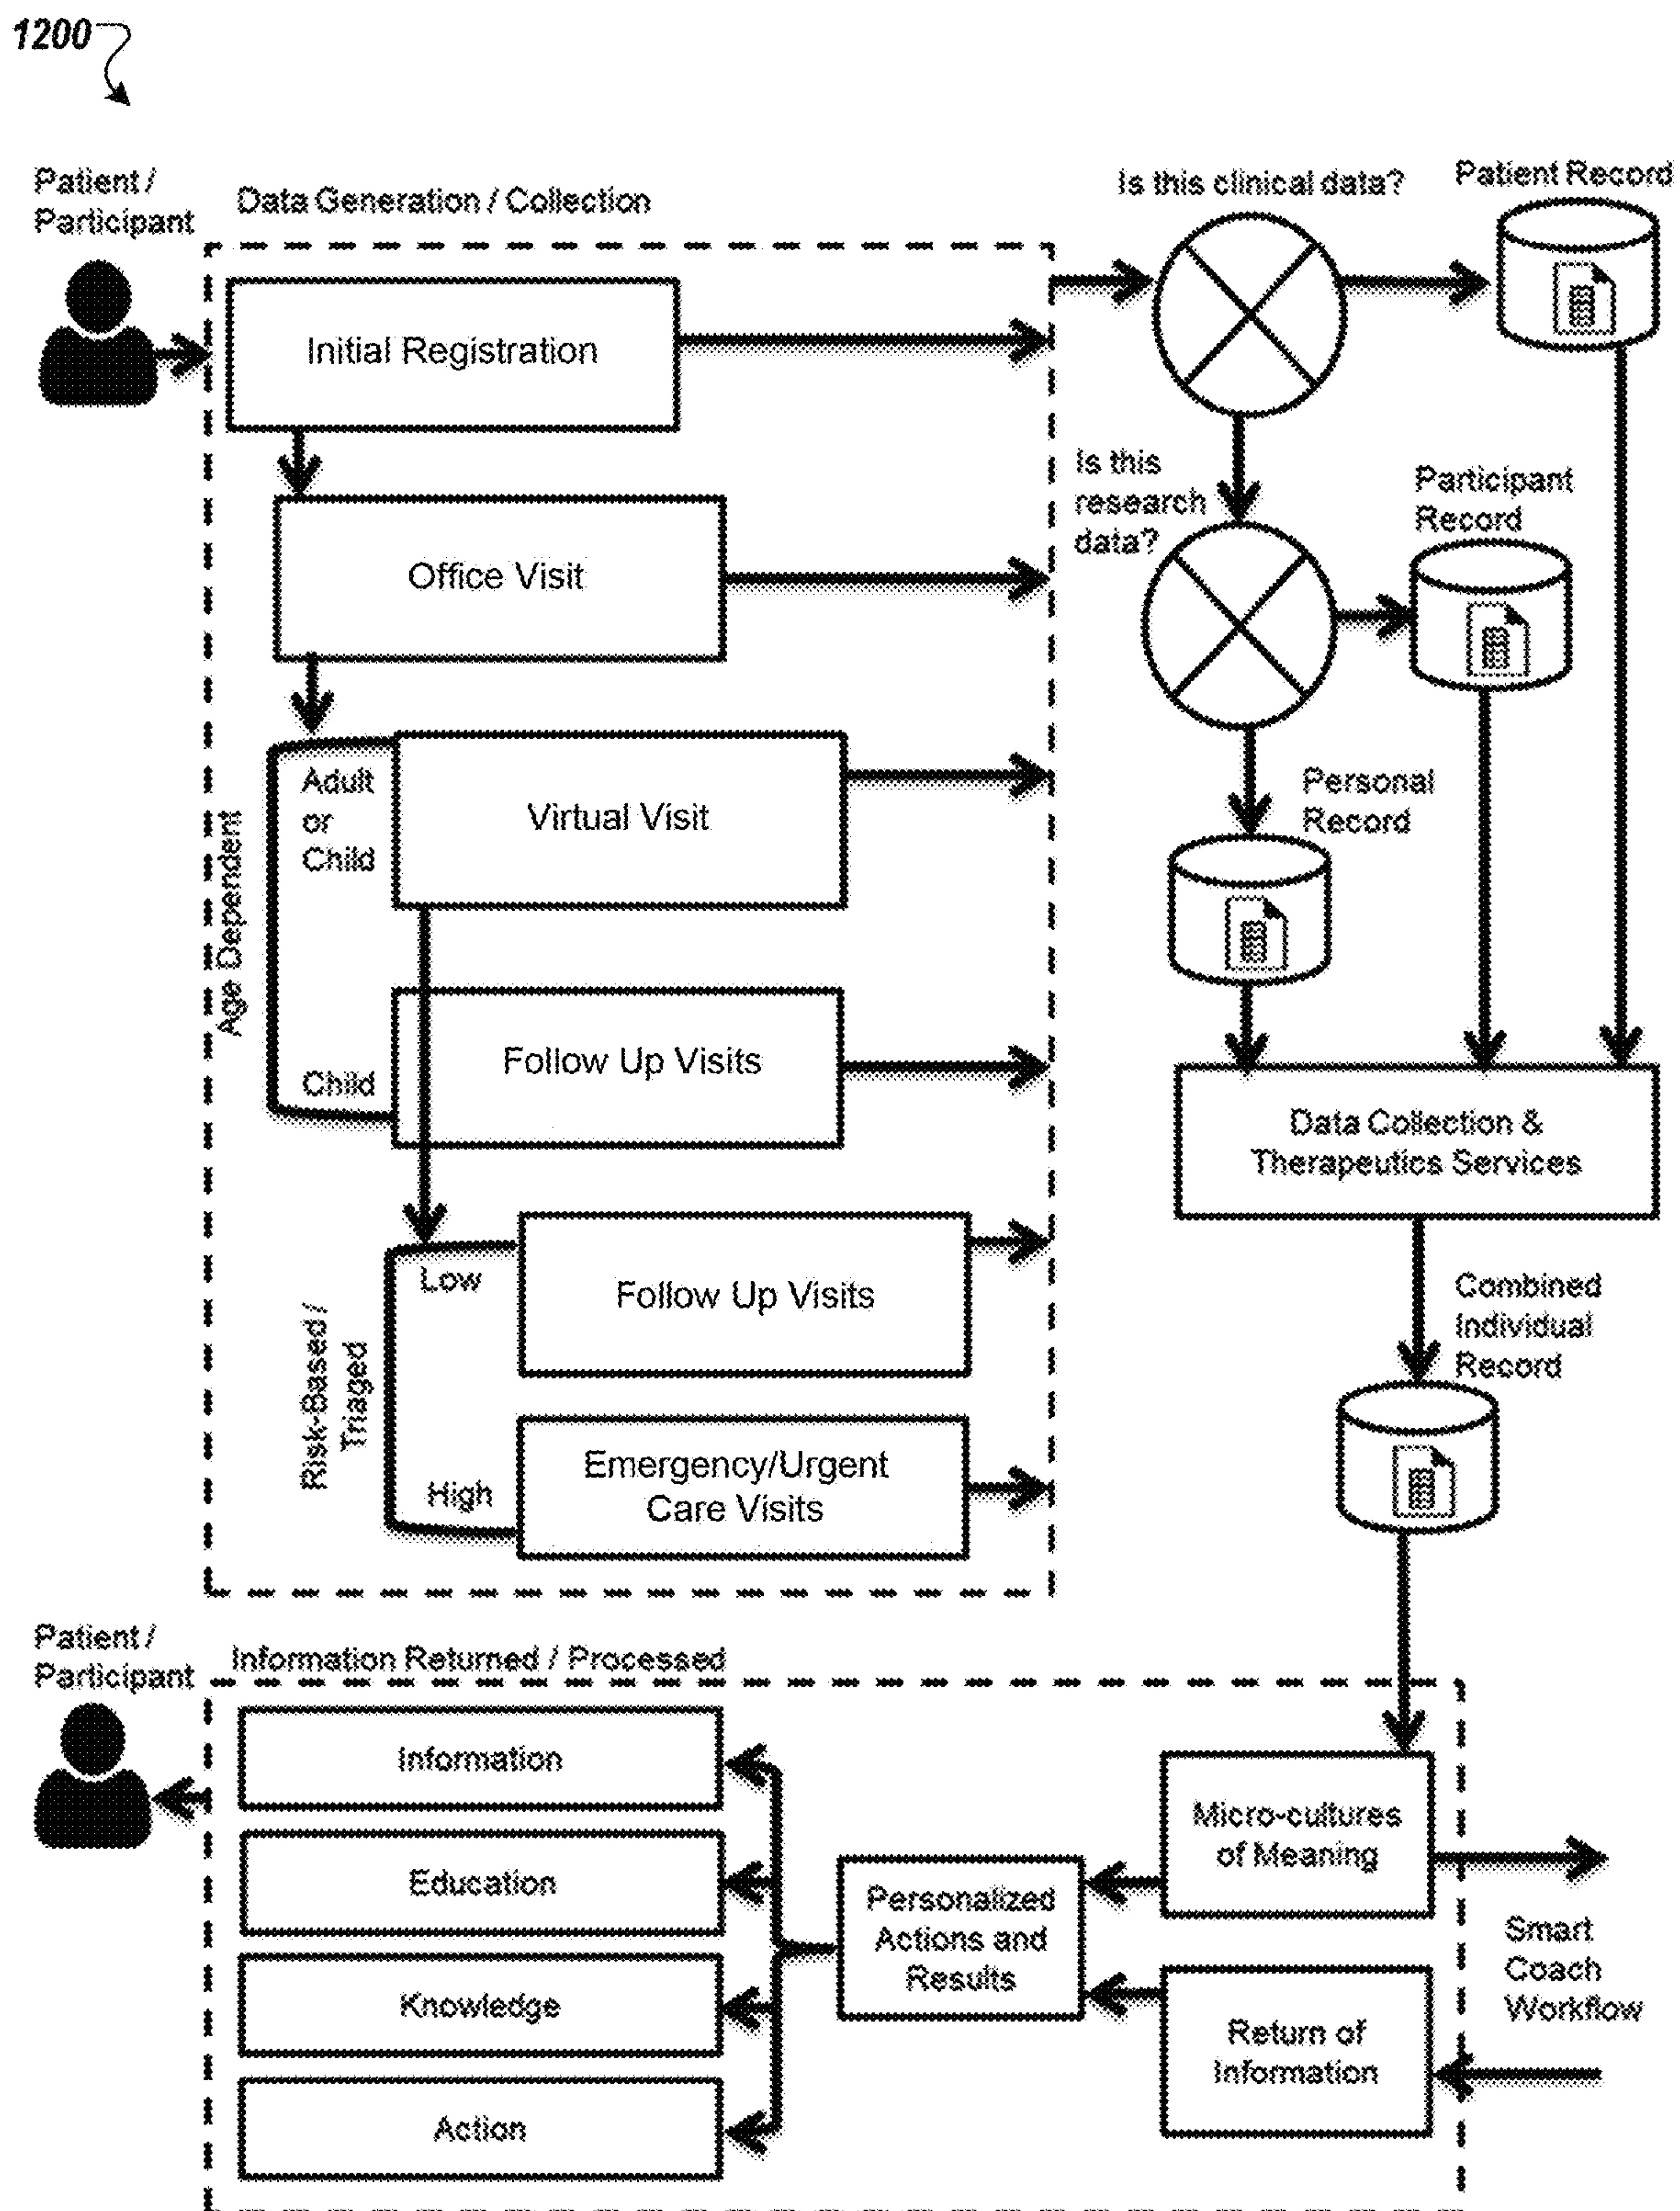 1200
Patient /
Participant
Data Generation / Collection
Is this clinical data?
Patient Record
Initial Registration
Is this
research
data?
Participant
Record
Office Visit
Age Dependent
Adult
or
Child
Virtual Visit
Personal
Record
Child
Follow Up Visits
Data Collection &
Therapeutics Services
Risk-Based /
Triaged
Low
Follow Up Visits
Combined
Individual
Record
High
Emergency/Urgent
Care Visits
Patient /
Participant
Information Returned / Processed
Information
Education
Knowledge
Action
Personalized
Actions and
Results
Micro-cultures
of Meaning
Return of
Information
Smart
Coach
Workflow